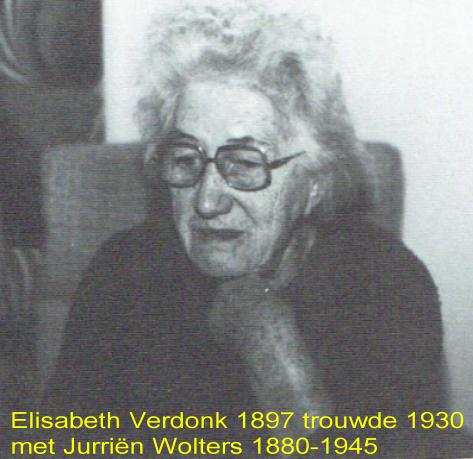 Elisabeth Verdonk 1897 trouwde 1930
met Jurriën Wolters 1880-1945